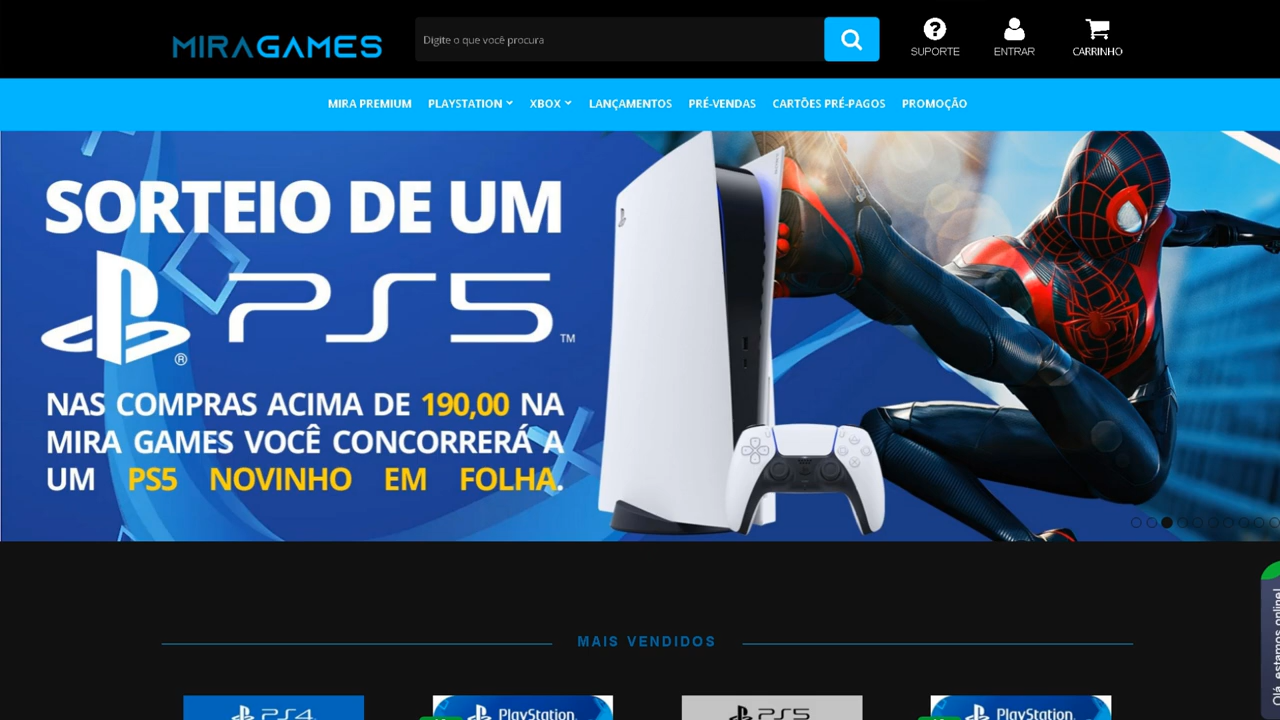 MIRAGAMES
Digite o que você procura
SUPORTE
ENTRAR
CARRINHO
MIRA PREMIUM
PLAYSTATION
XBOX
LANÇAMENTOS
PRÉ-VENDAS
CARTÕES PRÉ-PAGOS
PROMOÇÃO
SORTEIO DE UM
PS5™
®
NAS COMPRAS ACIMA DE 190,00 NA
MIRA GAMES VOCÊ CONCORRERÁ A
UM PS5 NOVINHO EM FOLHA.
Olá, estamos online!
MAIS VENDIDOS
PS4
PlayStation.
PS5
PlayStation.